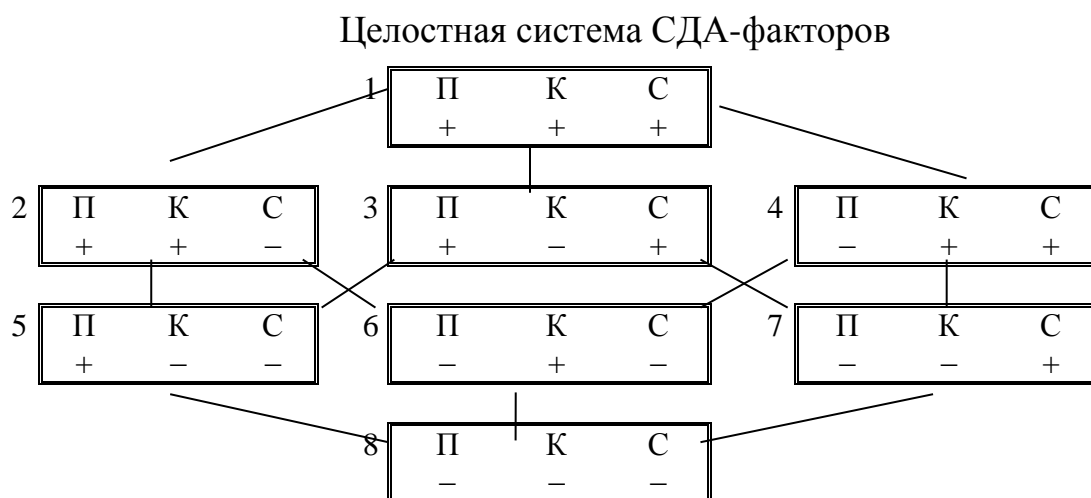 Целостная система СДА-факторов
1 П К С
+ + +
2 П К С 3 П К С 4 П К С
+ + − + − + − + +
5 П К С 6 П К С 7 П К С
+ − − − + − − − +
8 П К С
− − −